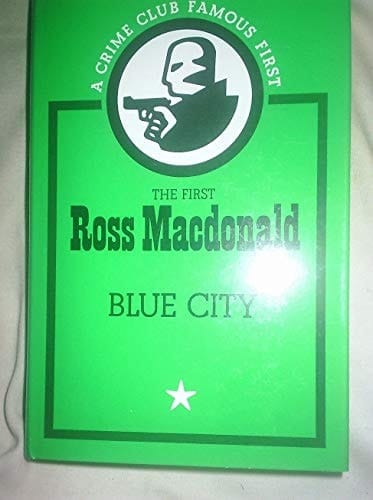 A CRIME CLUB FAMOUS FIRST
THE FIRST
Ross Macdonald
BLUE CITY